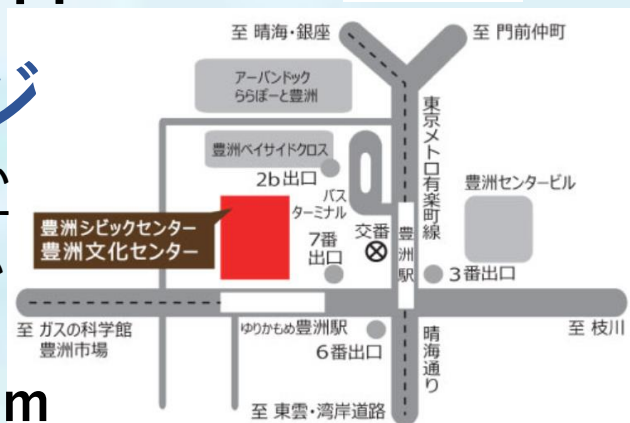 至 晴海・銀座
至 門前仲町
アーバンドック
ららぽーと豊洲
ジ
豊洲ベイサイドクロス
2b出口
バス
ターミナル
東京メトロ有楽町線
豊洲センタービル
豊洲シビックセンター
豊洲文化センター
7番
出口
交番
豊洲駅
3番出口
至 ガスの科学館
豊洲市場
ゆりかもめ豊洲駅
6番出口
晴海通り
至 枝川
至 東雲・湾岸道路
m